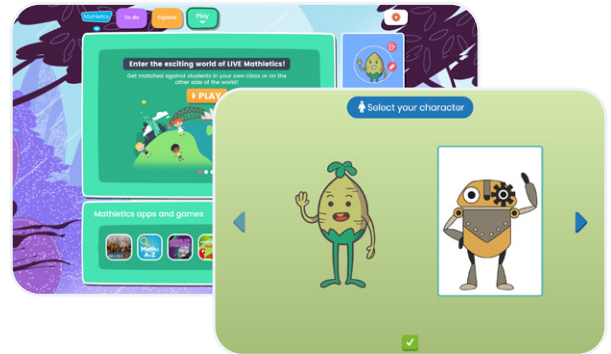 Mathletics
To do
Explore
Play
Enter the exciting world of LIVE Mathletics!
Get matched against students in your own class or on the
other side of the world!
PLAY
Mathletics apps and games
Maths
A-Z
Select your character